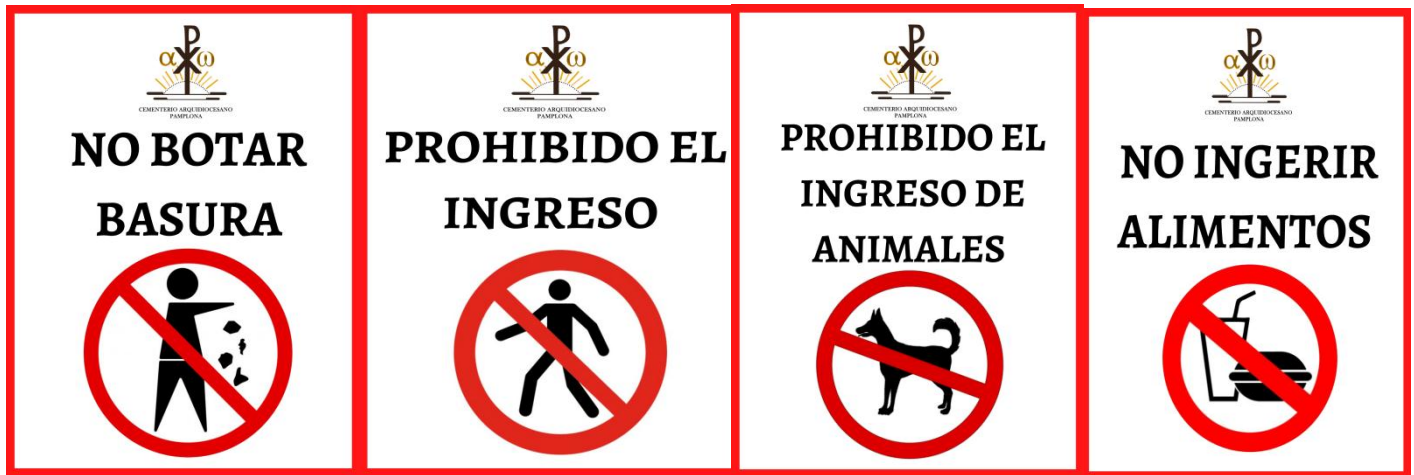 α ω
CEMENTERIO ARQUIDIOCESANO
PAMPLONA
NO BOTAR
BASURA
α ω
CEMENTERIO ARQUIDIOCESANO
PAMPLONA
PROHIBIDO EL
INGRESO
α ω
CEMENTERIO ARQUIDIOCESANO
PAMPLONA
PROHIBIDO EL
INGRESO DE
ANIMALES
α ω
CEMENTERIO ARQUIDIOCESANO
PAMPLONA
NO INGERIR
ALIMENTOS